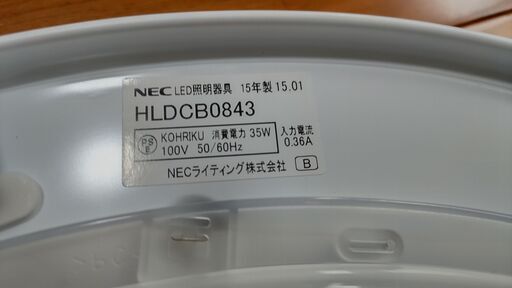 NEC LED照明器具 15年製 15.01
HLDCB0843
PS E KOHRIKU 消費電力 35W 入力電流
100V 50/60Hz 0.36A
NECライティング株式会社 B